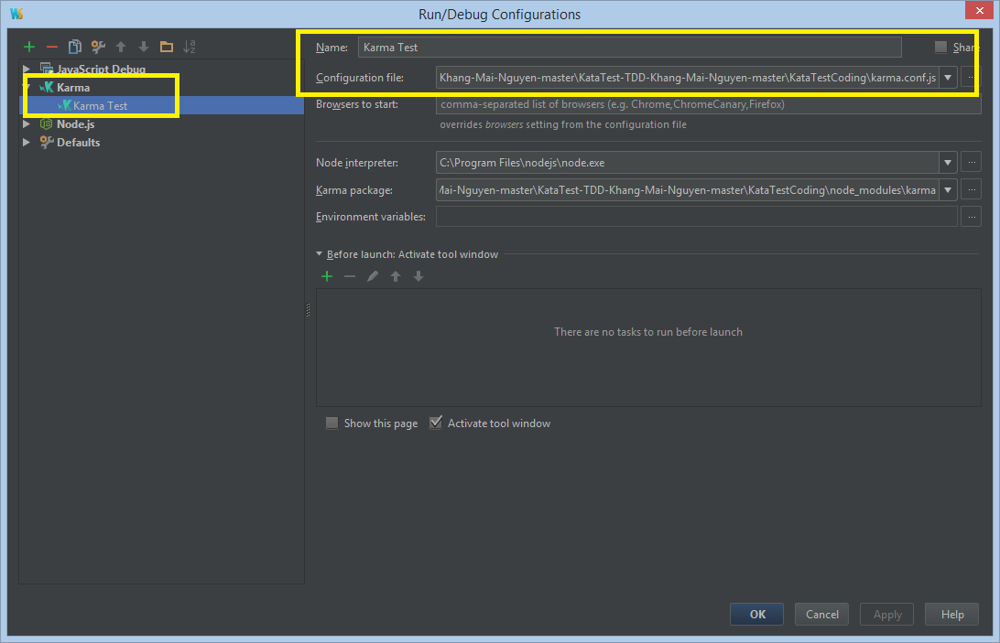 WS
Run/Debug Configurations
JavaScript Debug
Karma
Karma Test
Node.js
Defaults
Name: Karma Test
Share
Configuration file: Khang-Mai-Nguyen-master\KataTest-TDD-Khang-Mai-Nguyen-master\KataTestCoding\karma.conf.js
Browsers to start: comma-separated list of browsers (e.g. Chrome,ChromeCanary,Firefox)
overrides browsers setting from the configuration file
Node interpreter: C:\Program Files\nodejs\node.exe
Karma package: Mai-Nguyen-master\KataTest-TDD-Khang-Mai-Nguyen-master\KataTestCoding\node_modules\karma
Environment variables:
Before launch: Activate tool window
There are no tasks to run before launch
Show this page
Activate tool window
OK
Cancel
Apply
Help